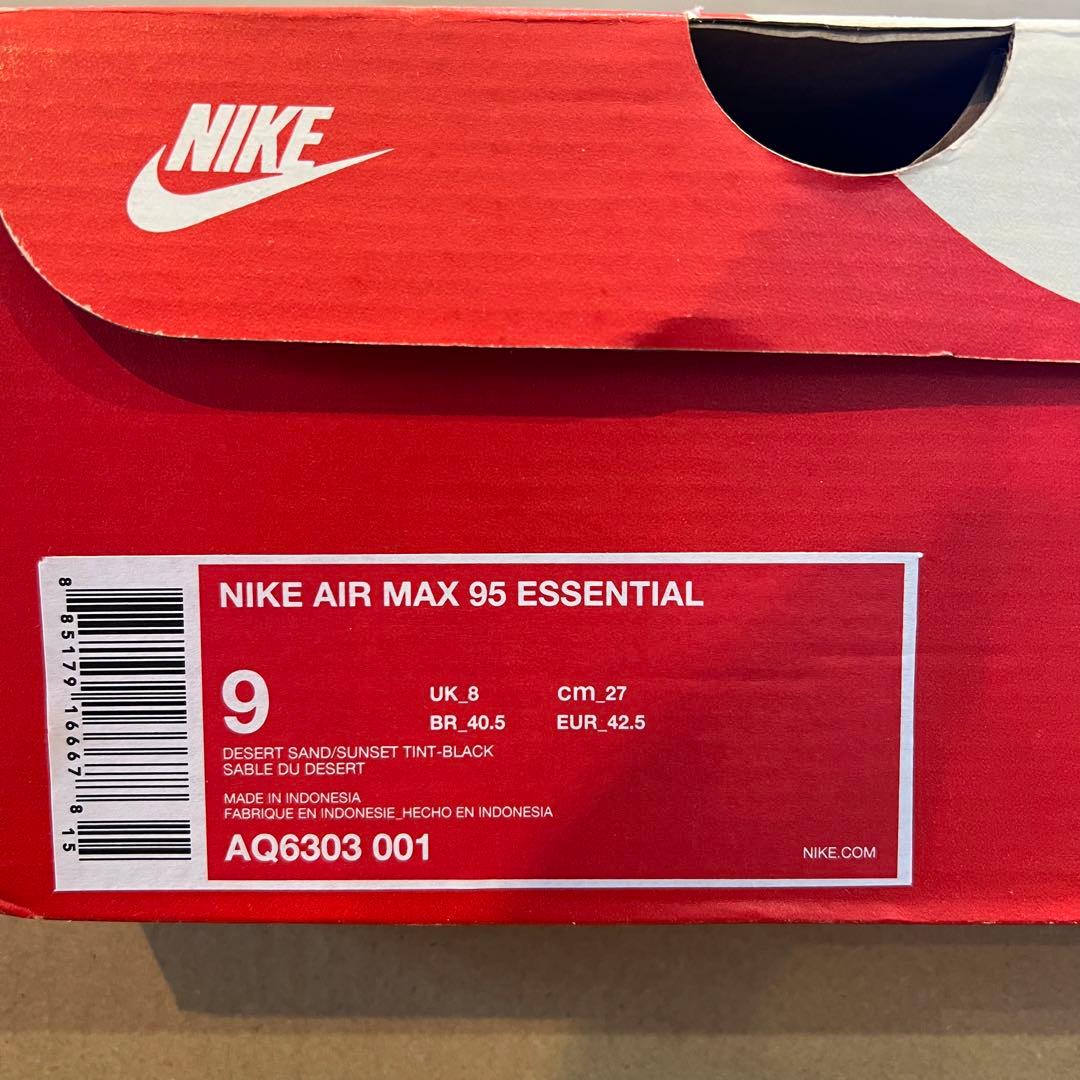 NIKE
NIKE AIR MAX 95 ESSENTIAL
9
UK_8 cm_27
BR_40.5 EUR_42.5
DESERT SAND/SUNSET TINT-BLACK
SABLE DU DESERT
MADE IN INDONESIA
FABRIQUE EN INDONESIE_HECHO EN INDONESIA
AQ6303 001
NIKE.COM
8 85179 16667 8 15